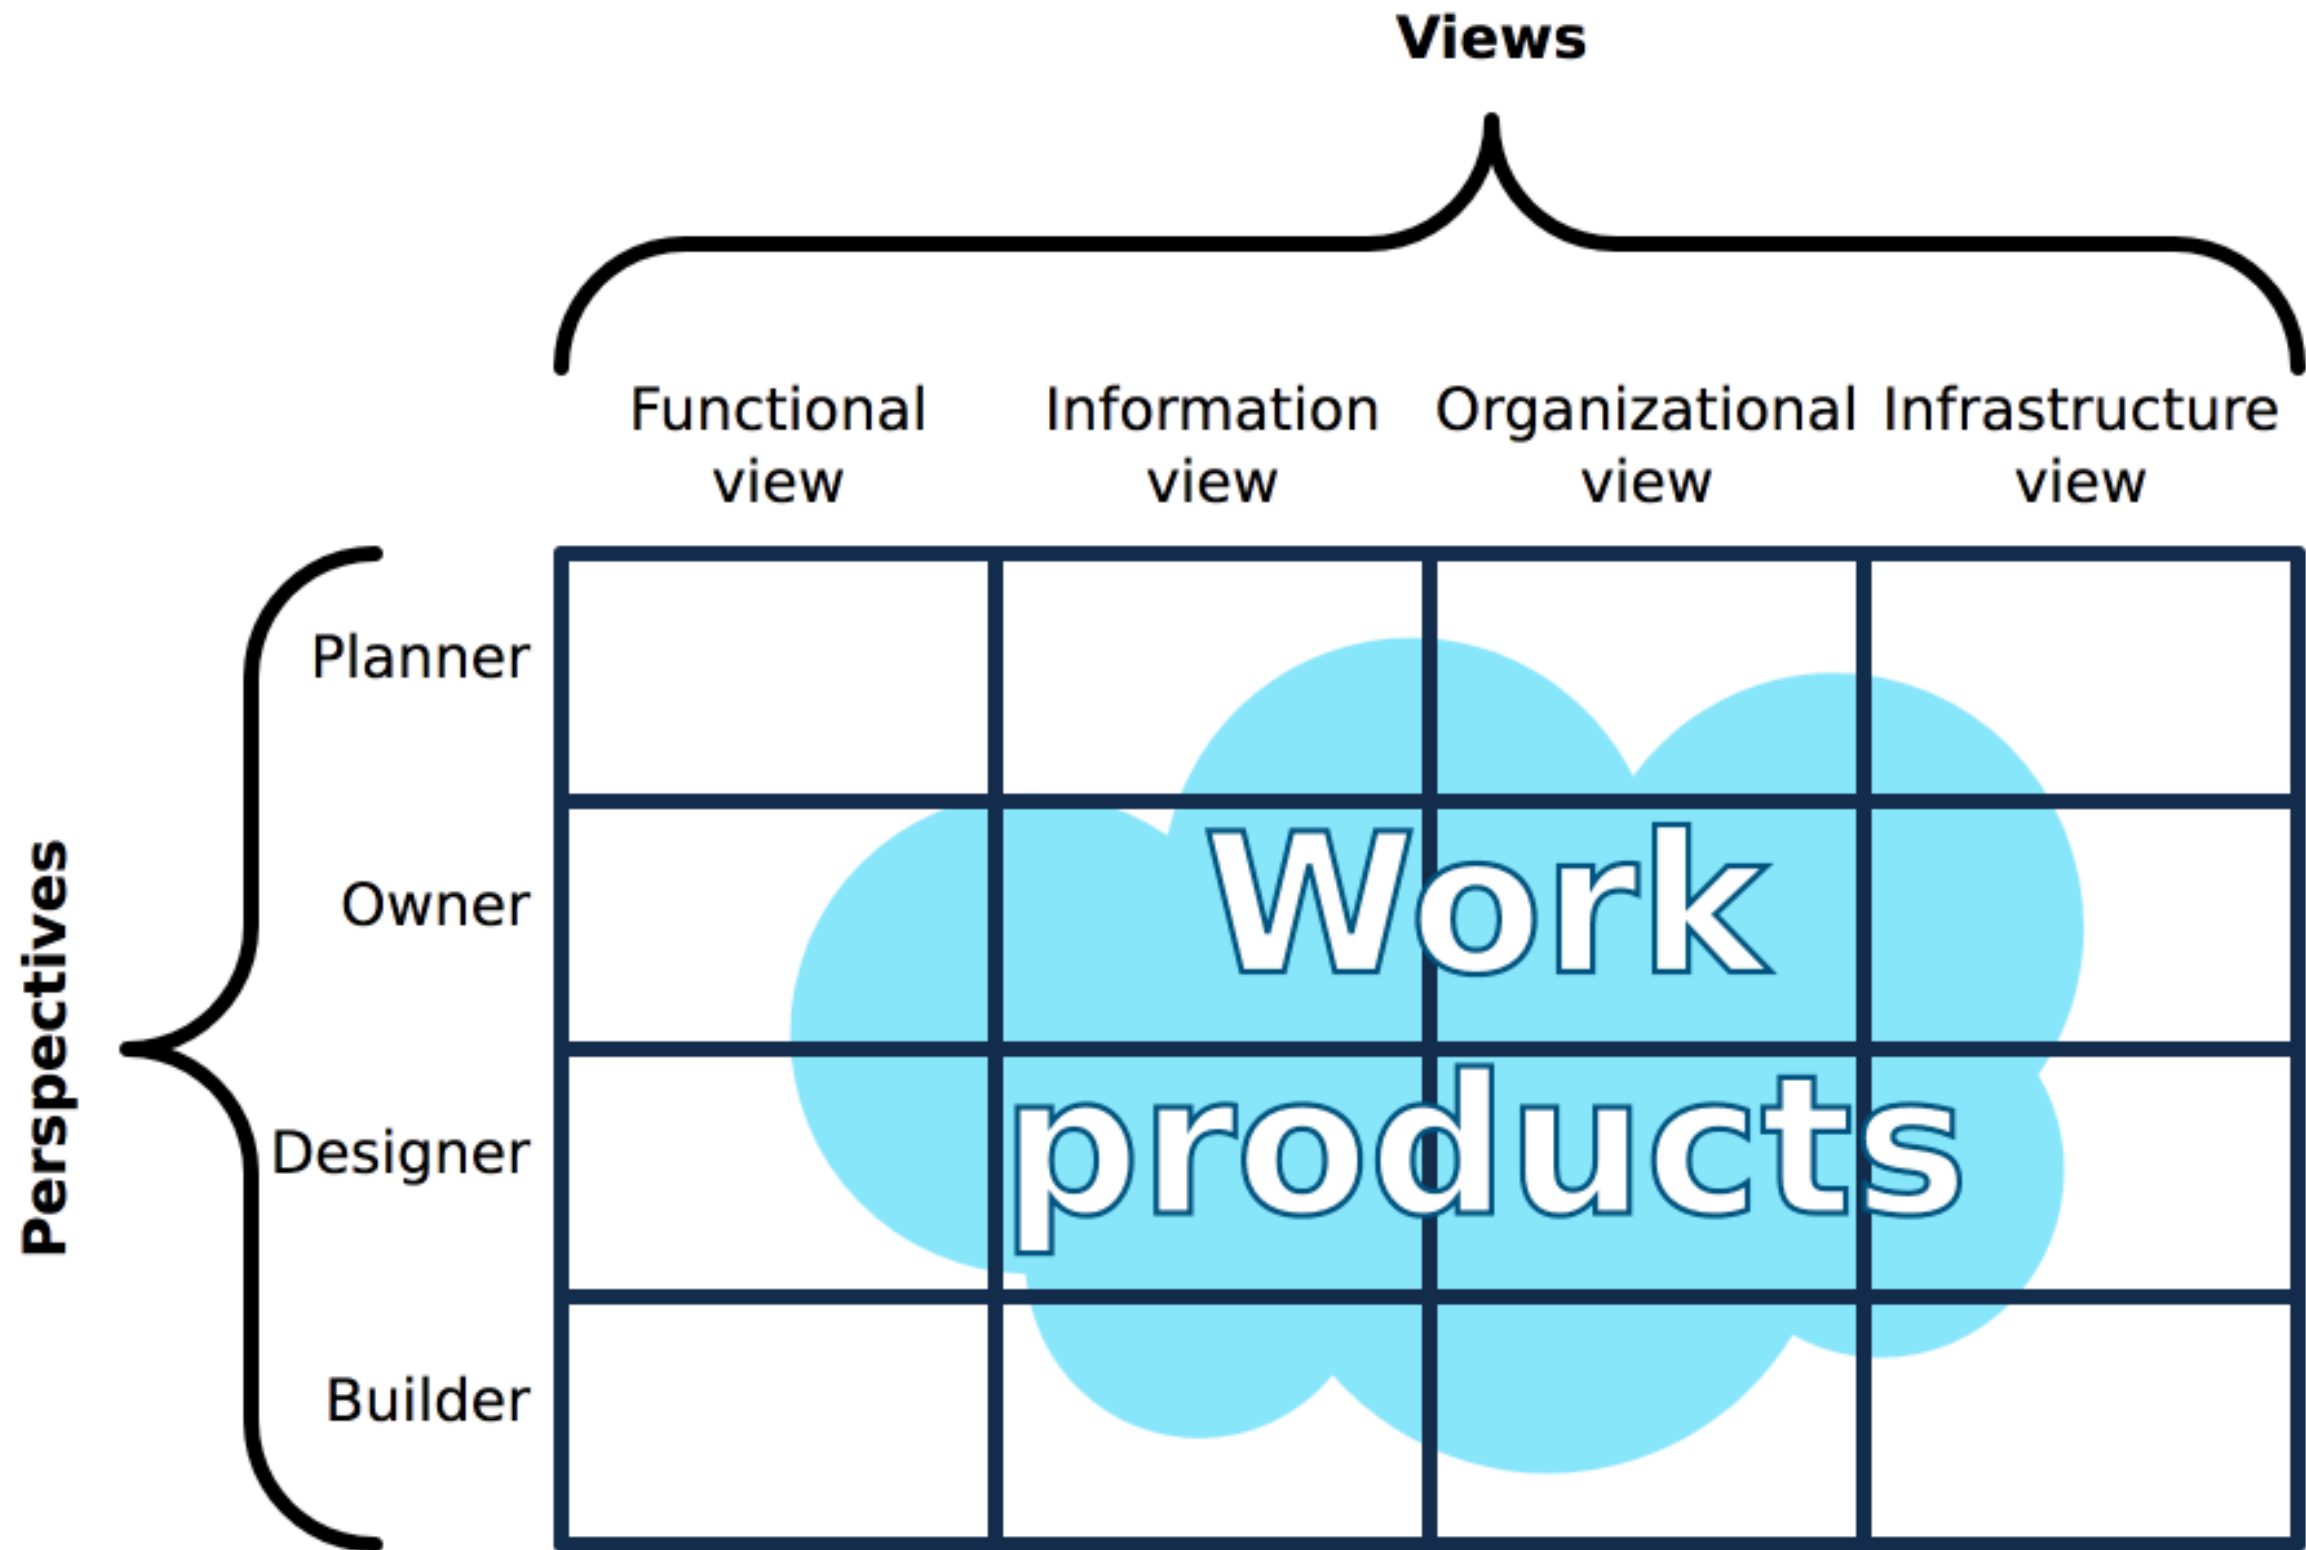 Views
Functional view
Information view
Organizational view
Infrastructure view
Perspectives
Planner
Owner
Designer
Builder
Work
products